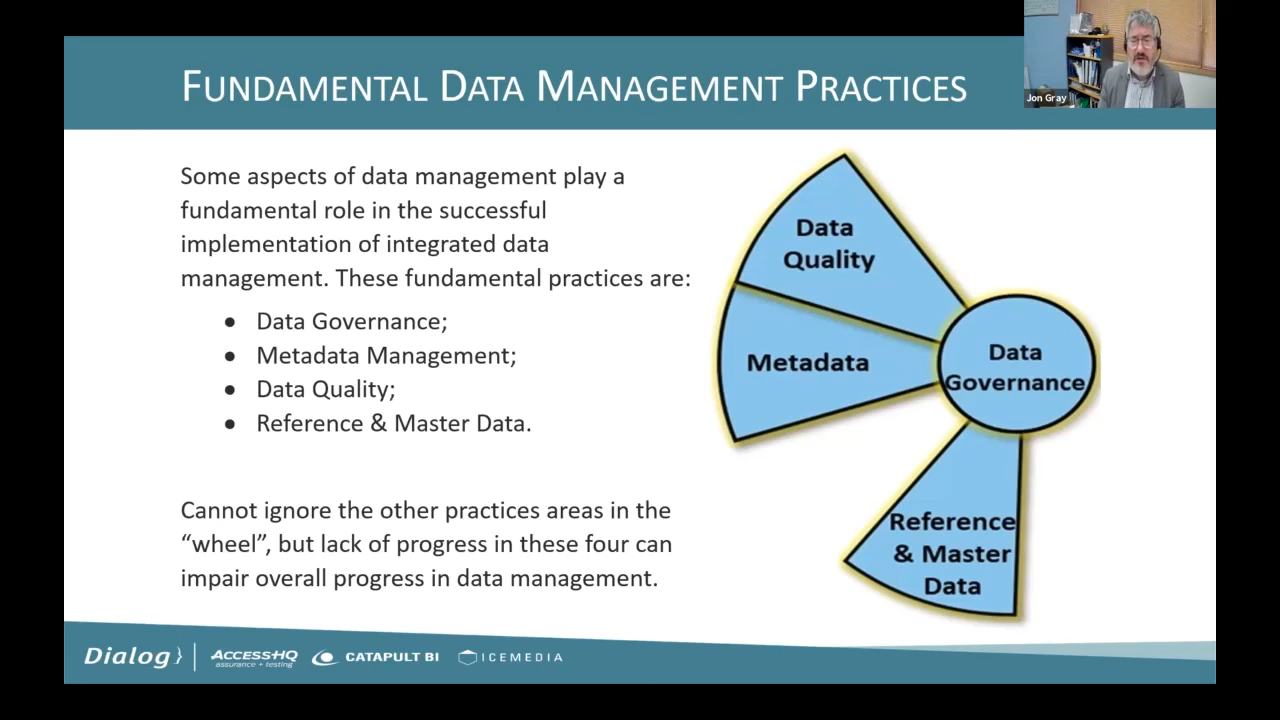 FUNDAMENTAL DATA MANAGEMENT PRACTICES
Jon Gray
Some aspects of data management play a
fundamental role in the successful
implementation of integrated data
management. These fundamental practices are:
● Data Governance;
● Metadata Management;
● Data Quality;
● Reference & Master Data.
Cannot ignore the other practices areas in the
“wheel”, but lack of progress in these four can
impair overall progress in data management.
Data
Quality
Metadata
Data
Governance
Reference
& Master
Data
Dialog}
ACCESSHQ
assurance + testing
CATAPULT BI
ICEMEDIA